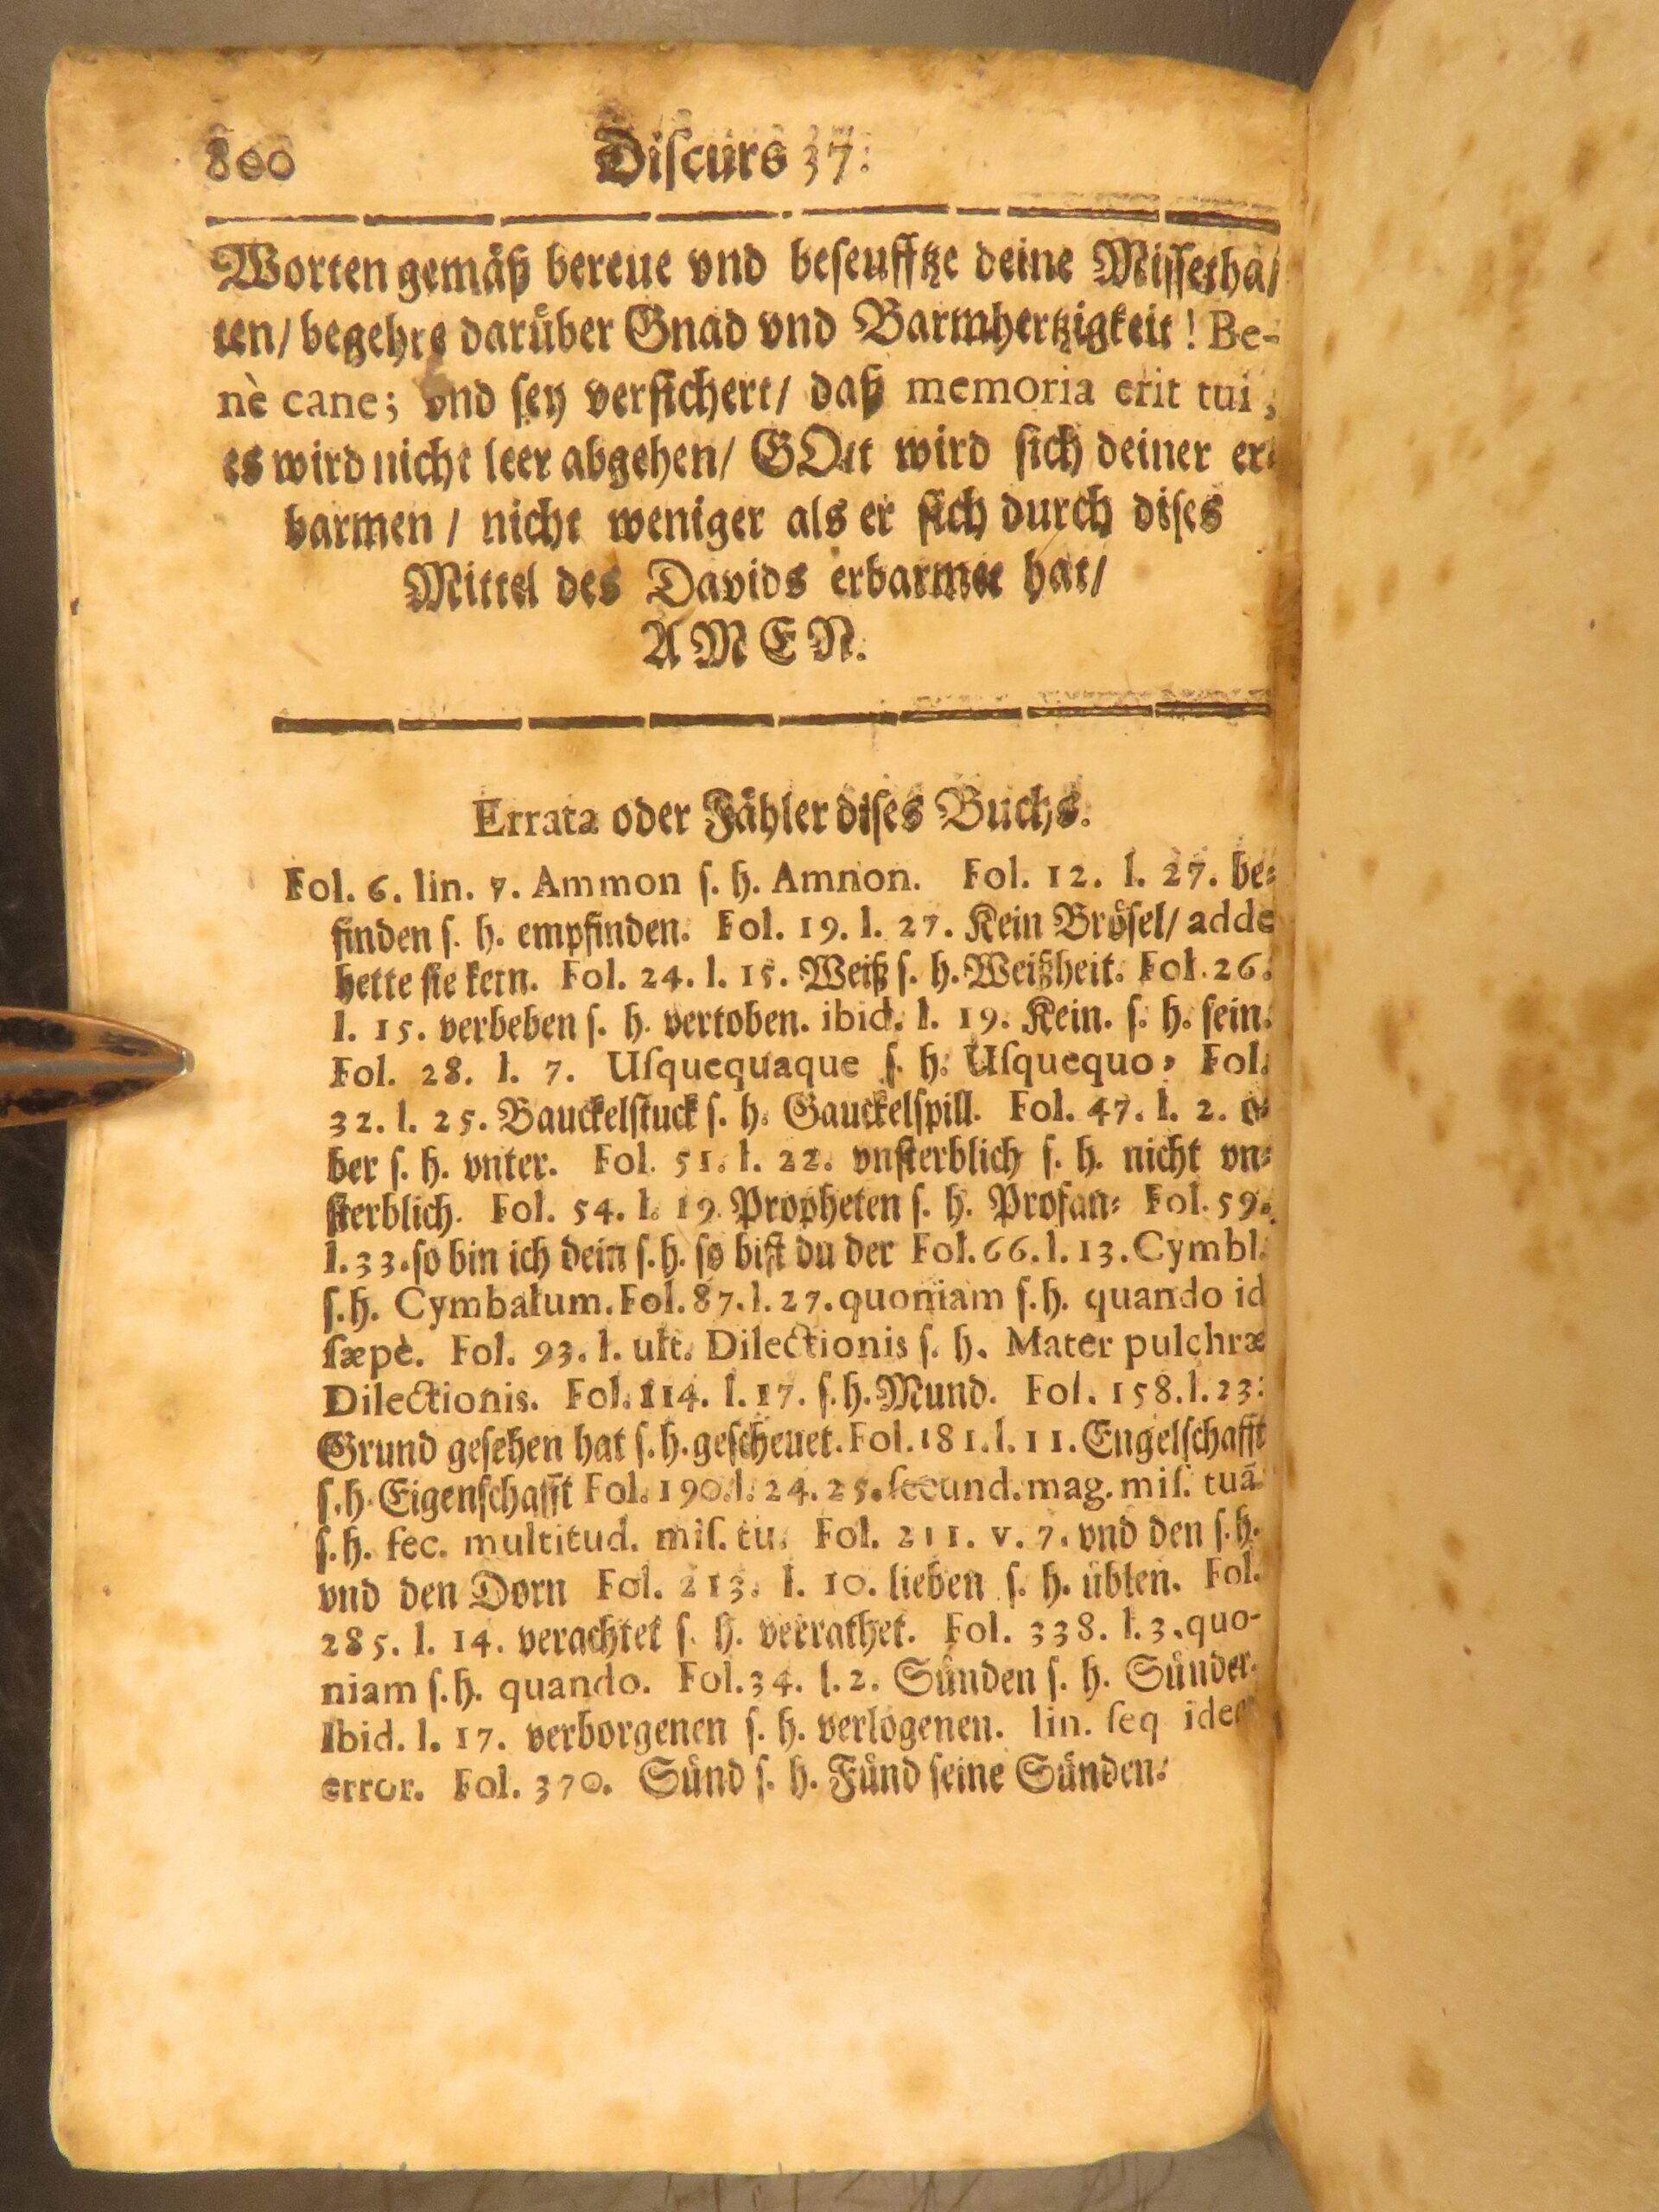 800 Diſcurs 37.
Worten gemäß bereue vnd beſeufftze deine Miſſetha/
ten/ begehre darüber Gnad vnd Barmhertzigkeit! Be-
nè cane; vnd ſey verſichert/ daß memoria erit tui,
es wird nicht leer abgehen/ GOtt wird ſich deiner er-
barmen / nicht weniger als er ſich durch diſes
Mittel des Davids erbarmet hat/
AMEN.
Errata oder Fähler diſes Buchs.
Fol. 6. lin. 7. Ammon ſ. h. Amnon. Fol. 12. l. 27. be-
finden ſ. h. empfinden. Fol. 19. l. 27. Kein Bröſel/ adde
hette ſie kern. Fol. 24. l. 15. Weiß ſ. h. Weißheit. Fol. 26.
l. 15. verbeben ſ. h. vertoben. ibid. l. 19. Kein. ſ. h. ſein.
Fol. 28. l. 7. Uſquequaque ſ. h. Uſquequo, Fol.
32. l. 25. Bauckelſtuck ſ. h. Gauckelſpill. Fol. 47. l. 2. o-
ber ſ. h. vnter. Fol. 51. l. 22. vnſterblich ſ. h. nicht vn-
ſterblich. Fol. 54. l. 19. Propheten ſ. h. Profan- Fol. 59.
l. 33. ſo bin ich dein ſ. h. ſo biſt du der Fol. 66. l. 13. Cymbl.
ſ. h. Cymbalum. Fol. 87. l. 27. quoniam ſ. h. quando id
ſæpè. Fol. 93. l. ult. Dilectionis ſ. h. Mater pulchræ
Dilectionis. Fol. 114. l. 17. ſ. h. Mund. Fol. 158. l. 23.
Grund geſehen hat ſ. h. geſcheuet. Fol. 181. l. 11. Engelſchafft
ſ. h. Eigenſchafft Fol. 190. l. 24. 25. ſecund. mag. miſ. tuã.
ſ. h. ſec. multitud. miſ. tu. Fol. 211. v. 7. vnd den ſ. h.
vnd den Dorn Fol. 213. l. 10. lieben ſ. h. üblen. Fol.
285. l. 14. verachtet ſ. h. verrathet. Fol. 338. l. 3. quo-
niam ſ. h. quando. Fol. 34. l. 2. Sünden ſ. h. Sünder.
Ibid. l. 17. verborgenen ſ. h. verlogenen. lin. ſeq idem
error. Fol. 370. Sünd ſ. h. Fünd ſeine Sünden.